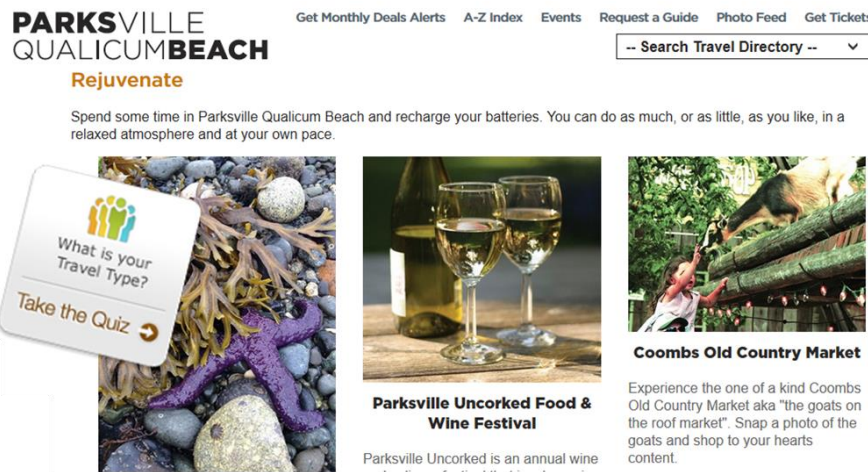 PARKSVILLE
QUALICUMBEACH
Get Monthly Deals Alerts A-Z Index Events Request a Guide Photo Feed Get Tickets
-- Search Travel Directory --
Rejuvenate
Spend some time in Parksville Qualicum Beach and recharge your batteries. You can do as much, or as little, as you like, in a
relaxed atmosphere and at your own pace.
What is your
Travel Type?
Take the Quiz
Parksville Uncorked Food &
Wine Festival
Parksville Uncorked is an annual wine
Coombs Old Country Market
Experience the one of a kind Coombs
Old Country Market aka "the goats on
the roof market". Snap a photo of the
goats and shop to your hearts
content.